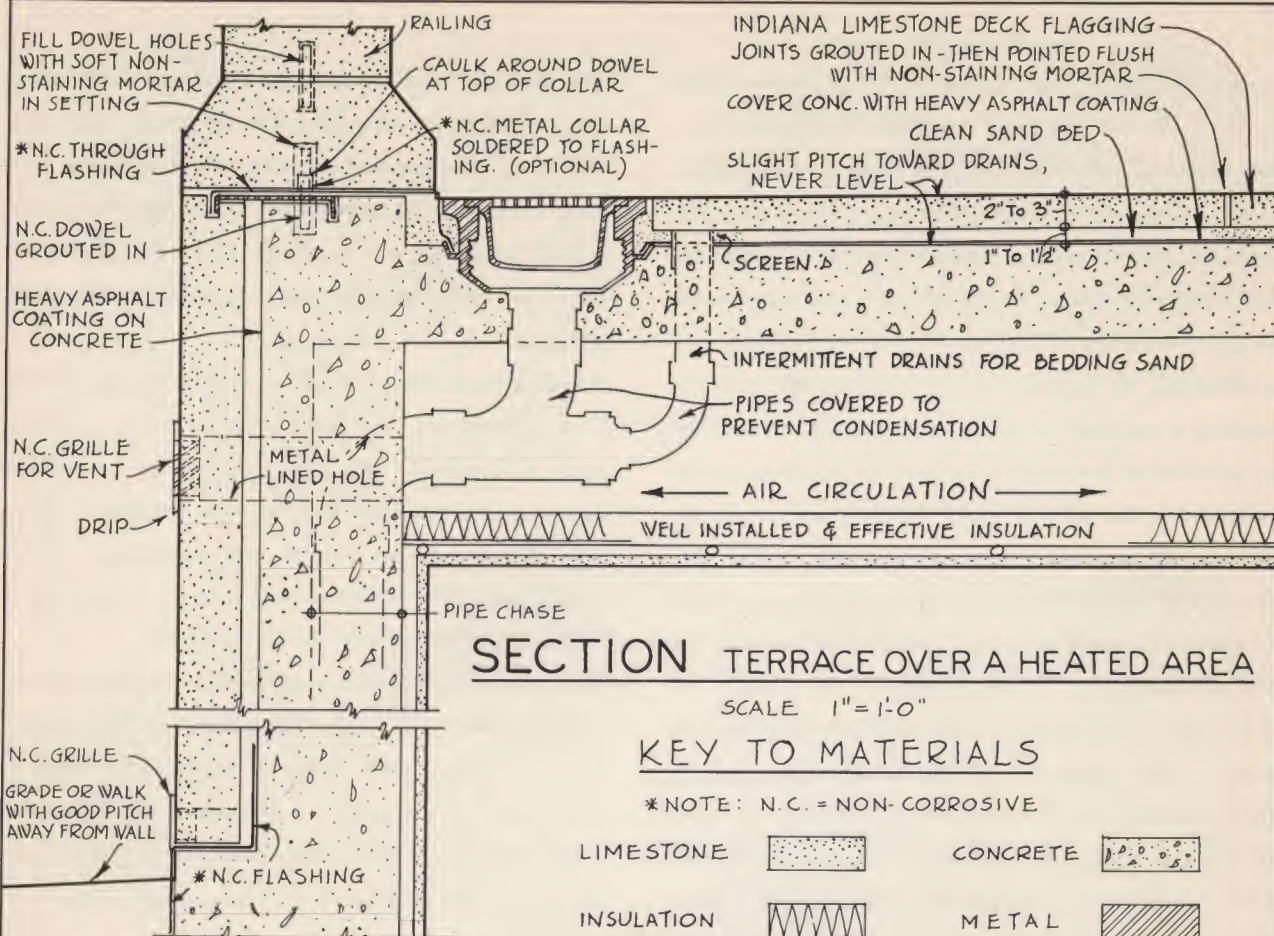 RAILING
FILL DOWEL HOLES
WITH SOFT NON-
STAINING MORTAR
IN SETTING
CAULK AROUND DOWEL
AT TOP OF COLLAR
*N.C. THROUGH
FLASHING
*N.C. METAL COLLAR
SOLDERED TO FLASH-
ING. (OPTIONAL)
N.C. DOWEL
GROUTED IN
HEAVY ASPHALT
COATING ON
CONCRETE
INDIANA LIMESTONE DECK FLAGGING
JOINTS GROUTED IN - THEN POINTED FLUSH
WITH NON-STAINING MORTAR
COVER CONC. WITH HEAVY ASPHALT COATING
CLEAN SAND BED
SLIGHT PITCH TOWARD DRAINS,
NEVER LEVEL
2" TO 3"
1" TO 1½"
SCREEN
INTERMITTENT DRAINS FOR BEDDING SAND
PIPES COVERED TO
PREVENT CONDENSATION
N.C. GRILLE
FOR VENT
METAL
LINED HOLE
DRIP
AIR CIRCULATION
WELL INSTALLED & EFFECTIVE INSULATION
PIPE CHASE
SECTION TERRACE OVER A HEATED AREA
SCALE 1" = 1'-0"
KEY TO MATERIALS
*NOTE: N.C. = NON-CORROSIVE
LIMESTONE
CONCRETE
INSULATION
METAL
N.C. GRILLE
GRADE OR WALK
WITH GOOD PITCH
AWAY FROM WALL
*N.C. FLASHING